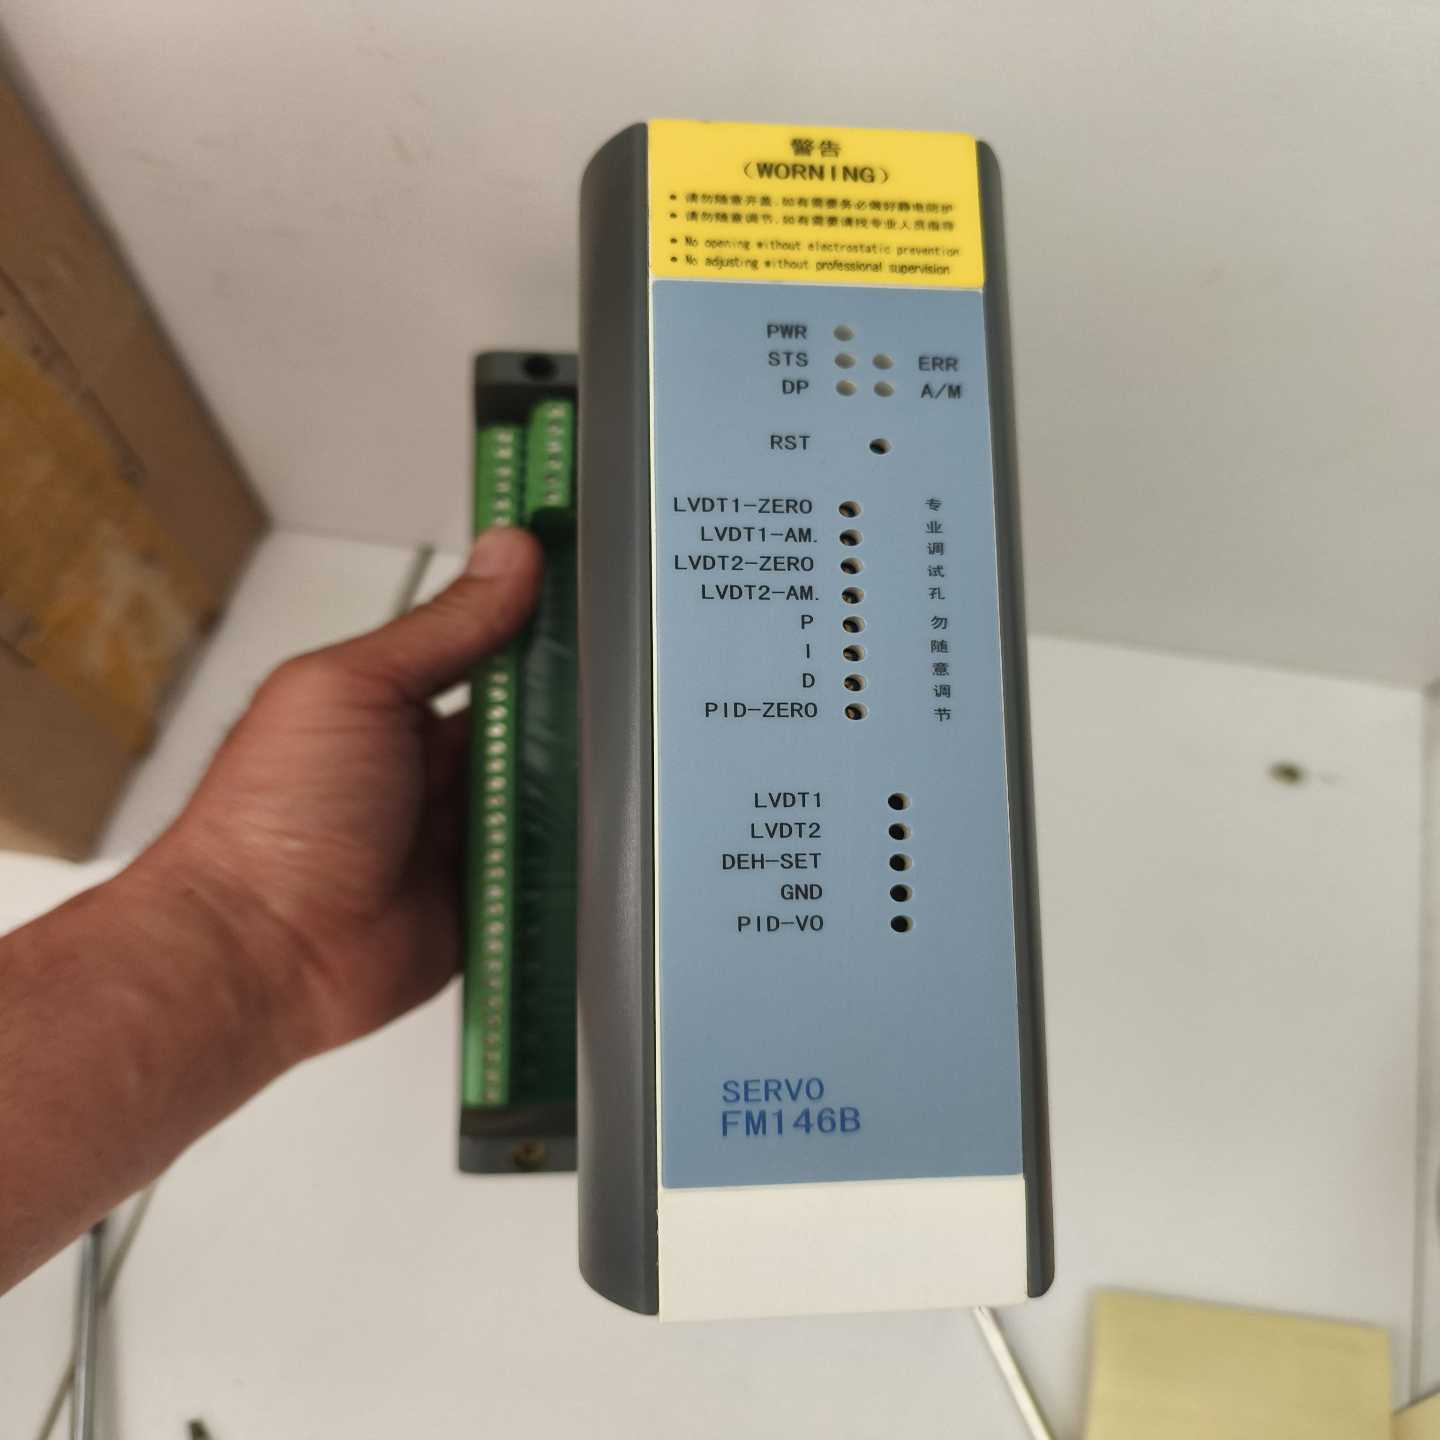 警告
(WORNING)
• 请勿随意开盖,如有需要务必做好静电防护
• 请勿随意调节,如有需要请找专业人员指导
• No opening without electrostatic prevention
• No adjusting without professional supervision
PWR
STS ERR
DP A/M
RST
LVDT1-ZERO
LVDT1-AM.
LVDT2-ZERO
LVDT2-AM.
P
I
D
PID-ZERO
专业调试孔勿随意调节
LVDT1
LVDT2
DEH-SET
GND
PID-VO
SERVO
FM146B